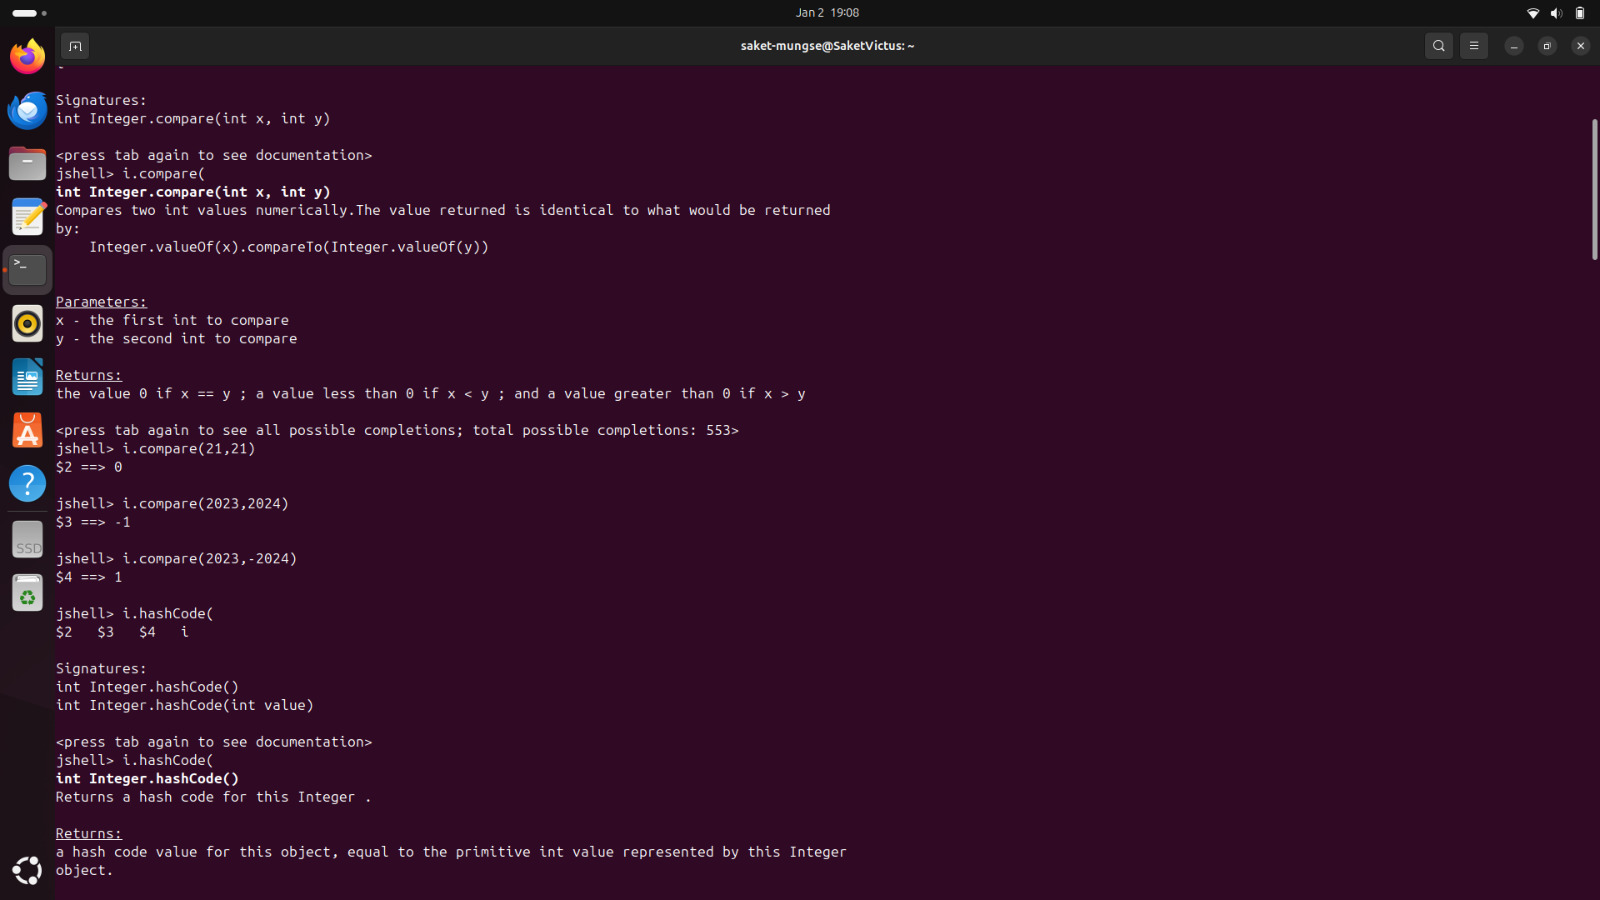 Jan 2 19:08
saket-mungse@SaketVictus: ~
Signatures:
int Integer.compare(int x, int y)
<press tab again to see documentation>
jshell> i.compare(
int Integer.compare(int x, int y)
Compares two int values numerically.The value returned is identical to what would be returned
by:
Integer.valueOf(x).compareTo(Integer.valueOf(y))
Parameters:
x - the first int to compare
y - the second int to compare
Returns:
the value 0 if x == y ; a value less than 0 if x < y ; and a value greater than 0 if x > y
<press tab again to see all possible completions; total possible completions: 553>
jshell> i.compare(21,21)
$2 ==> 0
jshell> i.compare(2023,2024)
$3 ==> -1
jshell> i.compare(2023,-2024)
$4 ==> 1
jshell> i.hashCode(
$2 $3 $4 i
Signatures:
int Integer.hashCode()
int Integer.hashCode(int value)
<press tab again to see documentation>
jshell> i.hashCode(
int Integer.hashCode()
Returns a hash code for this Integer .
Returns:
a hash code value for this object, equal to the primitive int value represented by this Integer
object.
>_
?
SSD